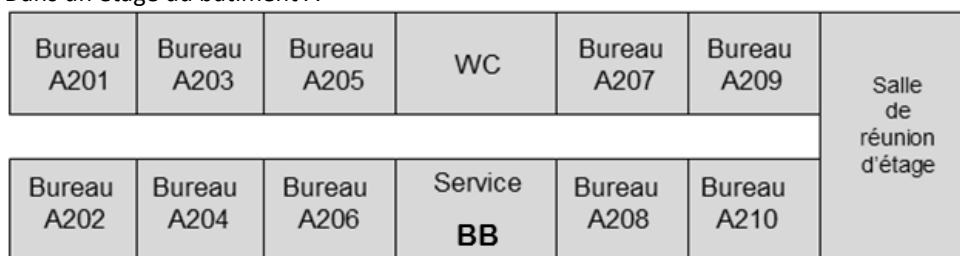 Dans un étage du bâtiment A
Bureau
A201
Bureau
A203
Bureau
A205
WC
Bureau
A207
Bureau
A209
Salle
de
réunion
d'étage
Bureau
A202
Bureau
A204
Bureau
A206
Service
BB
Bureau
A208
Bureau
A210